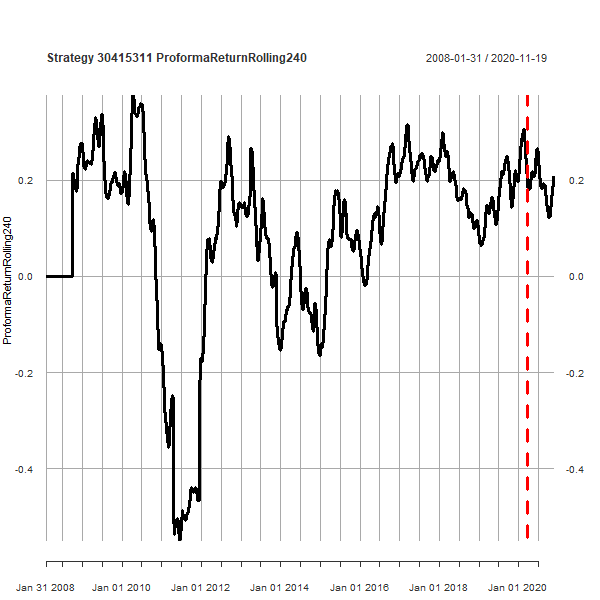 Strategy 30415311 ProformaReturnRolling240
2008-01-31 / 2020-11-19
ProformaReturnRolling240
0.2
0.0
-0.2
-0.4
0.2
0.0
-0.2
-0.4
Jan 31 2008
Jan 01 2010
Jan 01 2012
Jan 01 2014
Jan 01 2016
Jan 01 2018
Jan 01 2020